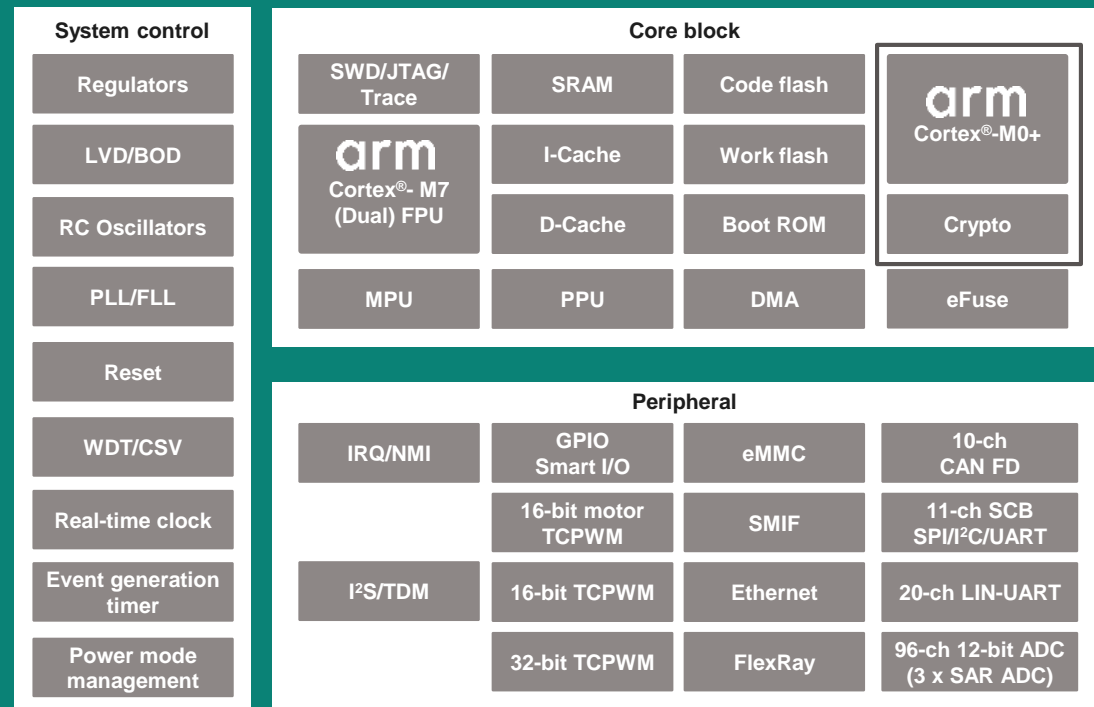 System control
Regulators
LVD/BOD
RC Oscillators
PLL/FLL
Reset
WDT/CSV
Real-time clock
Event generation
timer
Power mode
management
Core block
SWD/JTAG/
Trace
SRAM
Code flash
arm
Cortex®-M0+
arm
Cortex®- M7
(Dual) FPU
I-Cache
Work flash
D-Cache
Boot ROM
Crypto
MPU
PPU
DMA
eFuse
Peripheral
IRQ/NMI
GPIO
Smart I/O
eMMC
10-ch
CAN FD
16-bit motor
TCPWM
SMIF
11-ch SCB
SPI/I²C/UART
I²S/TDM
16-bit TCPWM
Ethernet
20-ch LIN-UART
32-bit TCPWM
FlexRay
96-ch 12-bit ADC
(3 x SAR ADC)